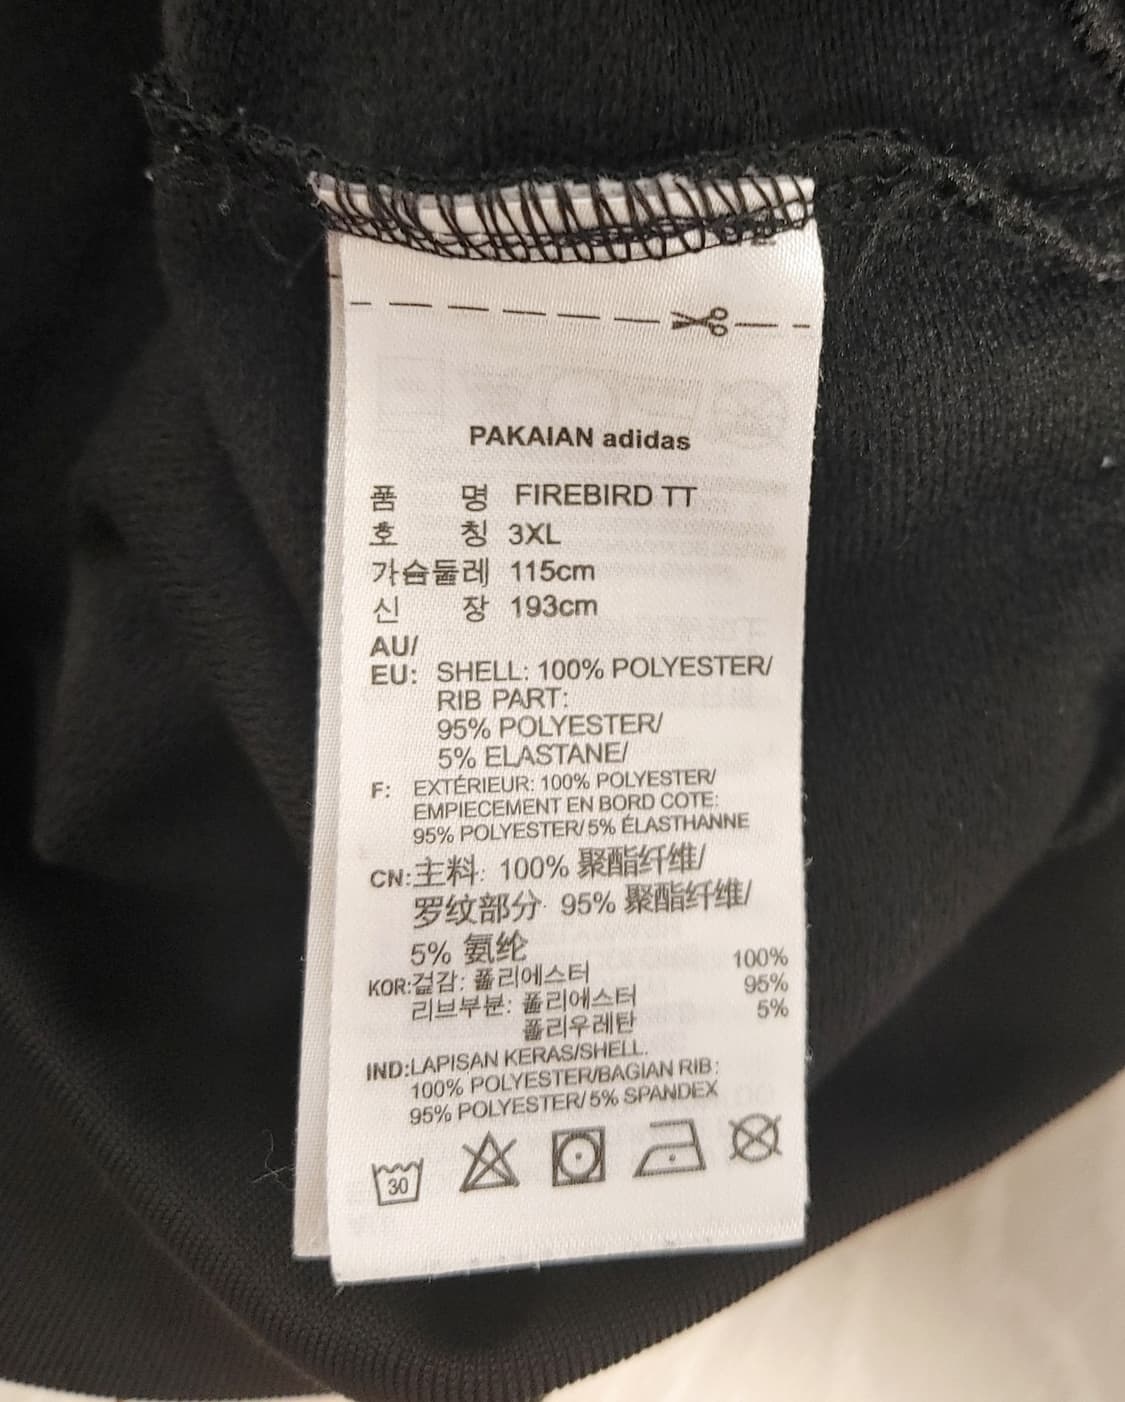 PAKAIAN adidas
품 명 FIREBIRD TT
호 칭 3XL
가슴둘레 115cm
신 장 193cm
AU/
EU: SHELL: 100% POLYESTER/
RIB PART:
95% POLYESTER/
5% ELASTANE/
F: EXTÉRIEUR: 100% POLYESTER/
EMPIECEMENT EN BORD COTE:
95% POLYESTER/5% ÉLASTHANNE
CN:主料: 100% 聚酯纤维/
罗纹部分· 95% 聚酯纤维/
5% 氨纶
KOR:겉감: 폴리에스터 100%
리브부분: 폴리에스터 95%
폴리우레탄 5%
IND:LAPISAN KERAS/SHELL.
100% POLYESTER/BAGIAN RIB:
95% POLYESTER/5% SPANDEX
30